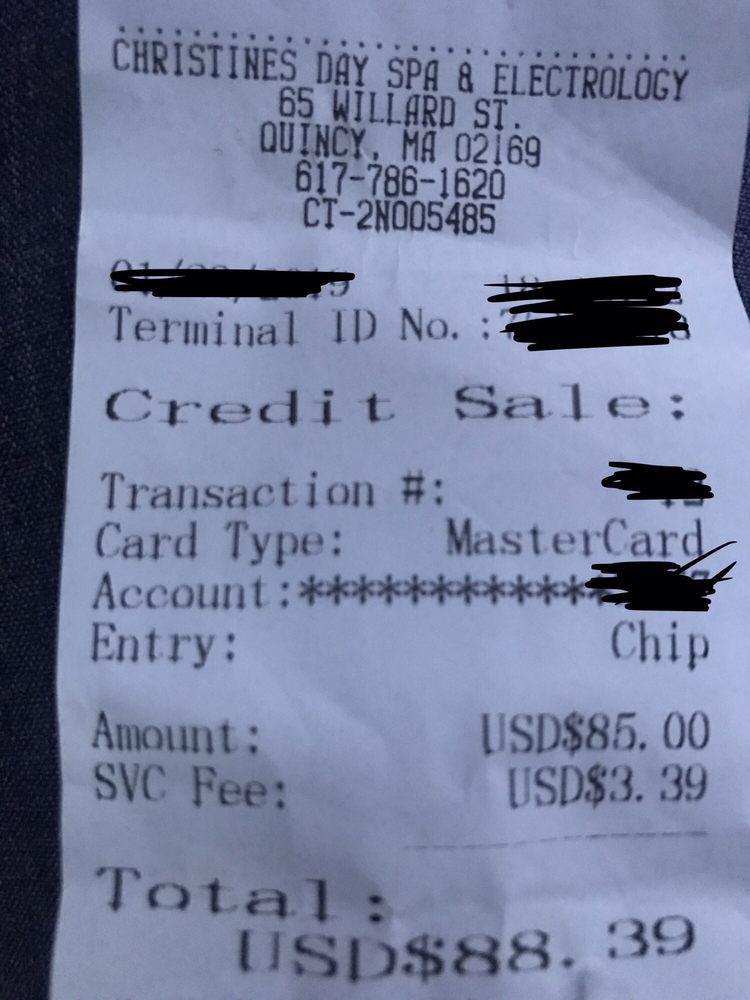 CHRISTINES DAY SPA & ELECTROLOGY
65 WILLARD ST.
QUINCY, MA 02169
617-786-1620
CT-2N005485
Terminal ID No.:
Credit Sale:
Transaction #:
Card Type: MasterCard
Account:************
Entry: Chip
Amount: USD$85.00
SVC Fee: USD$3.39
Total:
USD$88.39